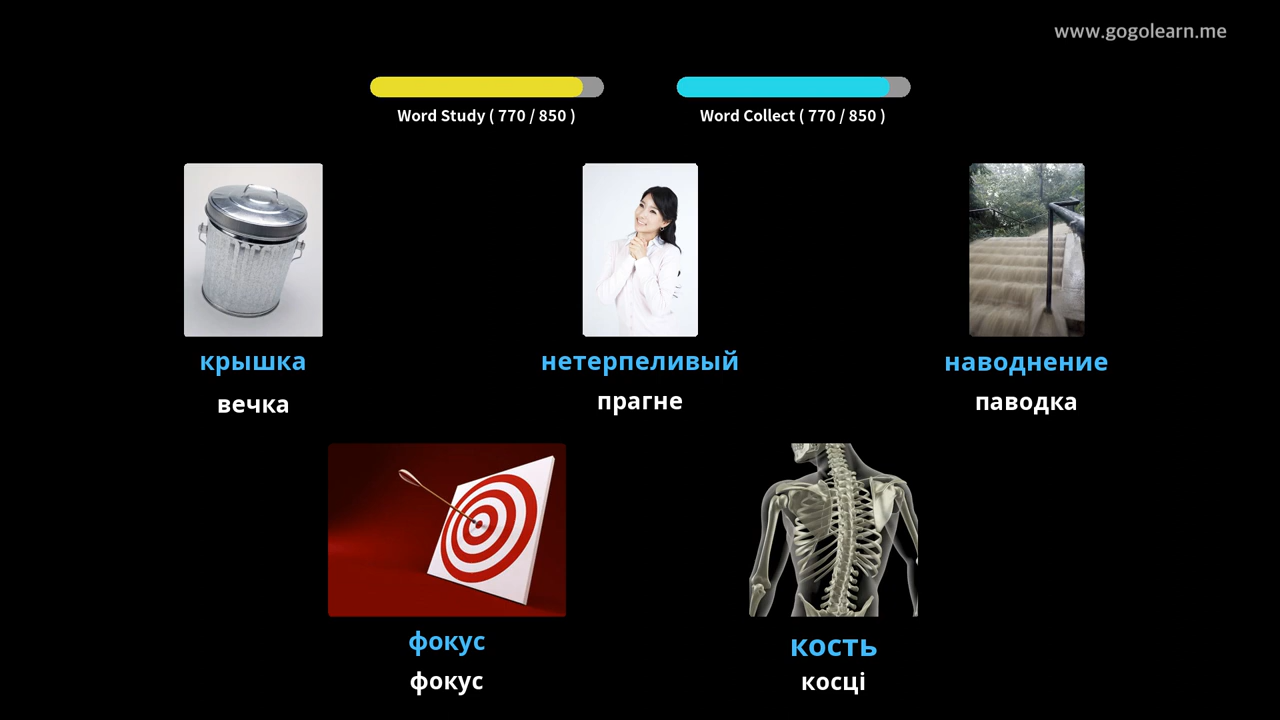 www.gogolearn.me
Word Study ( 770 / 850 )
Word Collect ( 770 / 850 )
крышка
вечка
нетерпеливый
прагне
наводнение
паводка
фокус
фокус
кость
косці